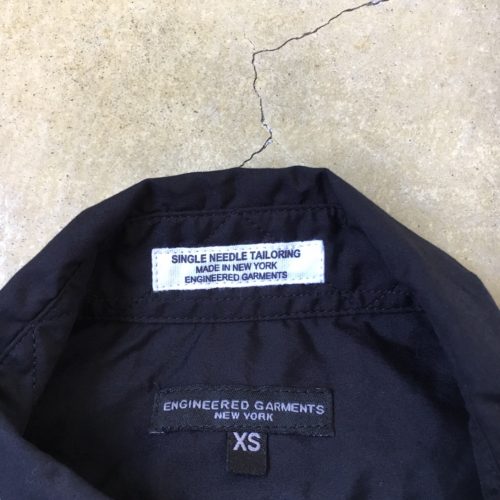 SINGLE NEEDLE TAILORING
MADE IN NEW YORK
ENGINEERED GARMENTS
ENGINEERED GARMENTS
NEW YORK
XS